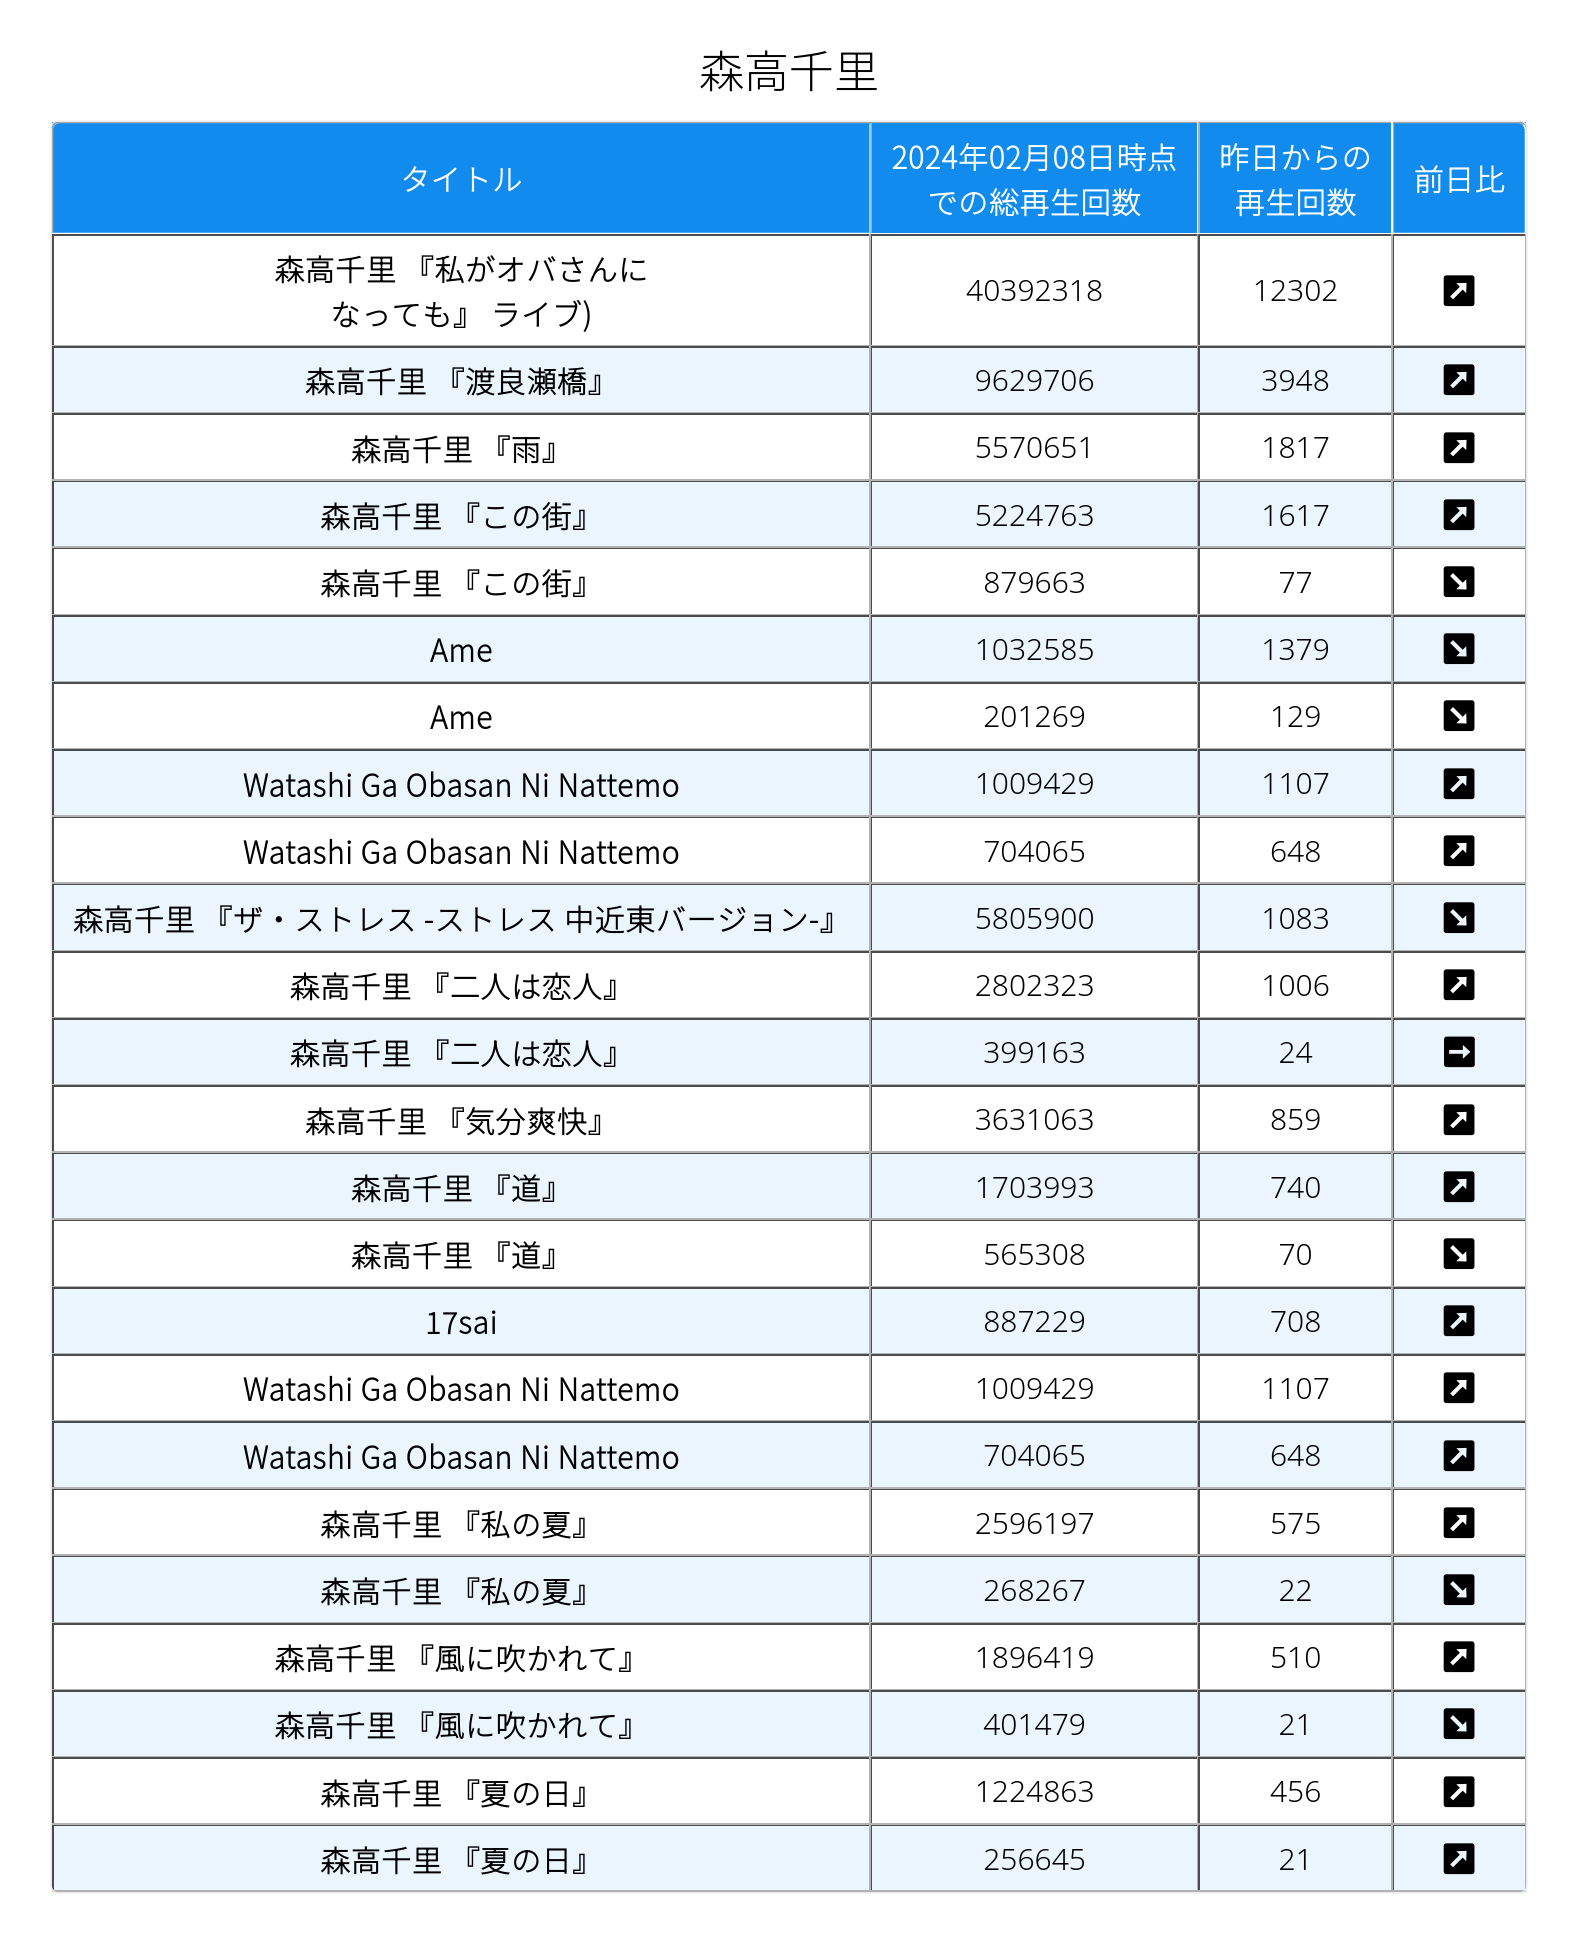 森高千里
タイトル
2024年02月08日時点
での総再生回数
昨日からの
再生回数
前日比
森高千里 『私がオバさんに
なっても』 ライブ)
40392318 12302
森高千里 『渡良瀬橋』 9629706 3948
森高千里 『雨』 5570651 1817
森高千里 『この街』 5224763 1617
森高千里 『この街』 879663 77
Ame 1032585 1379
Ame 201269 129
Watashi Ga Obasan Ni Nattemo 1009429 1107
Watashi Ga Obasan Ni Nattemo 704065 648
森高千里 『ザ・ストレス -ストレス 中近東バージョン-』 5805900 1083
森高千里 『二人は恋人』 2802323 1006
森高千里 『二人は恋人』 399163 24
森高千里 『気分爽快』 3631063 859
森高千里 『道』 1703993 740
森高千里 『道』 565308 70
17sai 887229 708
Watashi Ga Obasan Ni Nattemo 1009429 1107
Watashi Ga Obasan Ni Nattemo 704065 648
森高千里 『私の夏』 2596197 575
森高千里 『私の夏』 268267 22
森高千里 『風に吹かれて』 1896419 510
森高千里 『風に吹かれて』 401479 21
森高千里 『夏の日』 1224863 456
森高千里 『夏の日』 256645 21